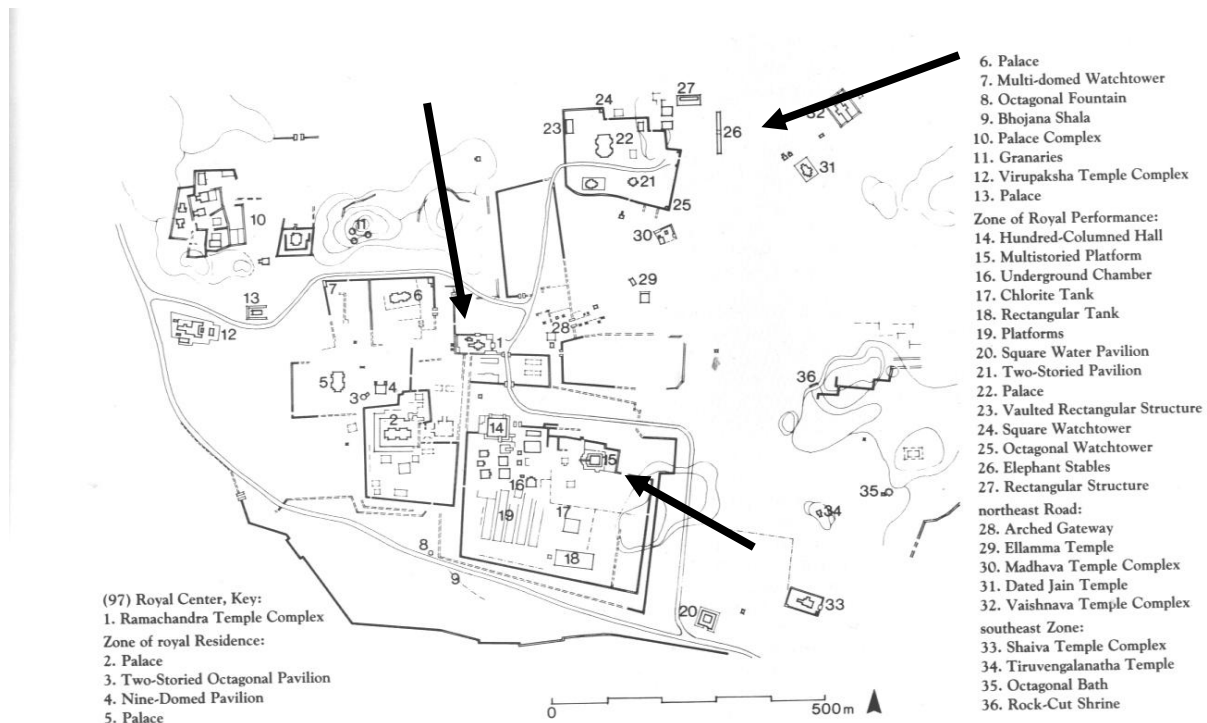 (97) Royal Center, Key:
1. Ramachandra Temple Complex
Zone of royal Residence:
2. Palace
3. Two-Storied Octagonal Pavilion
4. Nine-Domed Pavilion
5. Palace
6. Palace
7. Multi-domed Watchtower
8. Octagonal Fountain
9. Bhojana Shala
10. Palace Complex
11. Granaries
12. Virupaksha Temple Complex
13. Palace
Zone of Royal Performance:
14. Hundred-Columned Hall
15. Multistoried Platform
16. Underground Chamber
17. Chlorite Tank
18. Rectangular Tank
19. Platforms
20. Square Water Pavilion
21. Two-Storied Pavilion
22. Palace
23. Vaulted Rectangular Structure
24. Square Watchtower
25. Octagonal Watchtower
26. Elephant Stables
27. Rectangular Structure
northeast Road:
28. Arched Gateway
29. Ellamma Temple
30. Madhava Temple Complex
31. Dated Jain Temple
32. Vaishnava Temple Complex
southeast Zone:
33. Shaiva Temple Complex
34. Tiruvengalanatha Temple
35. Octagonal Bath
36. Rock-Cut Shrine
27
24
23
22
26
32
31
21
25
10
11
30
29
13
7
6
12
28
1
5
4
3
36
2
14
15
16
35
17
19
34
8
18
9
33
20
0
500 m